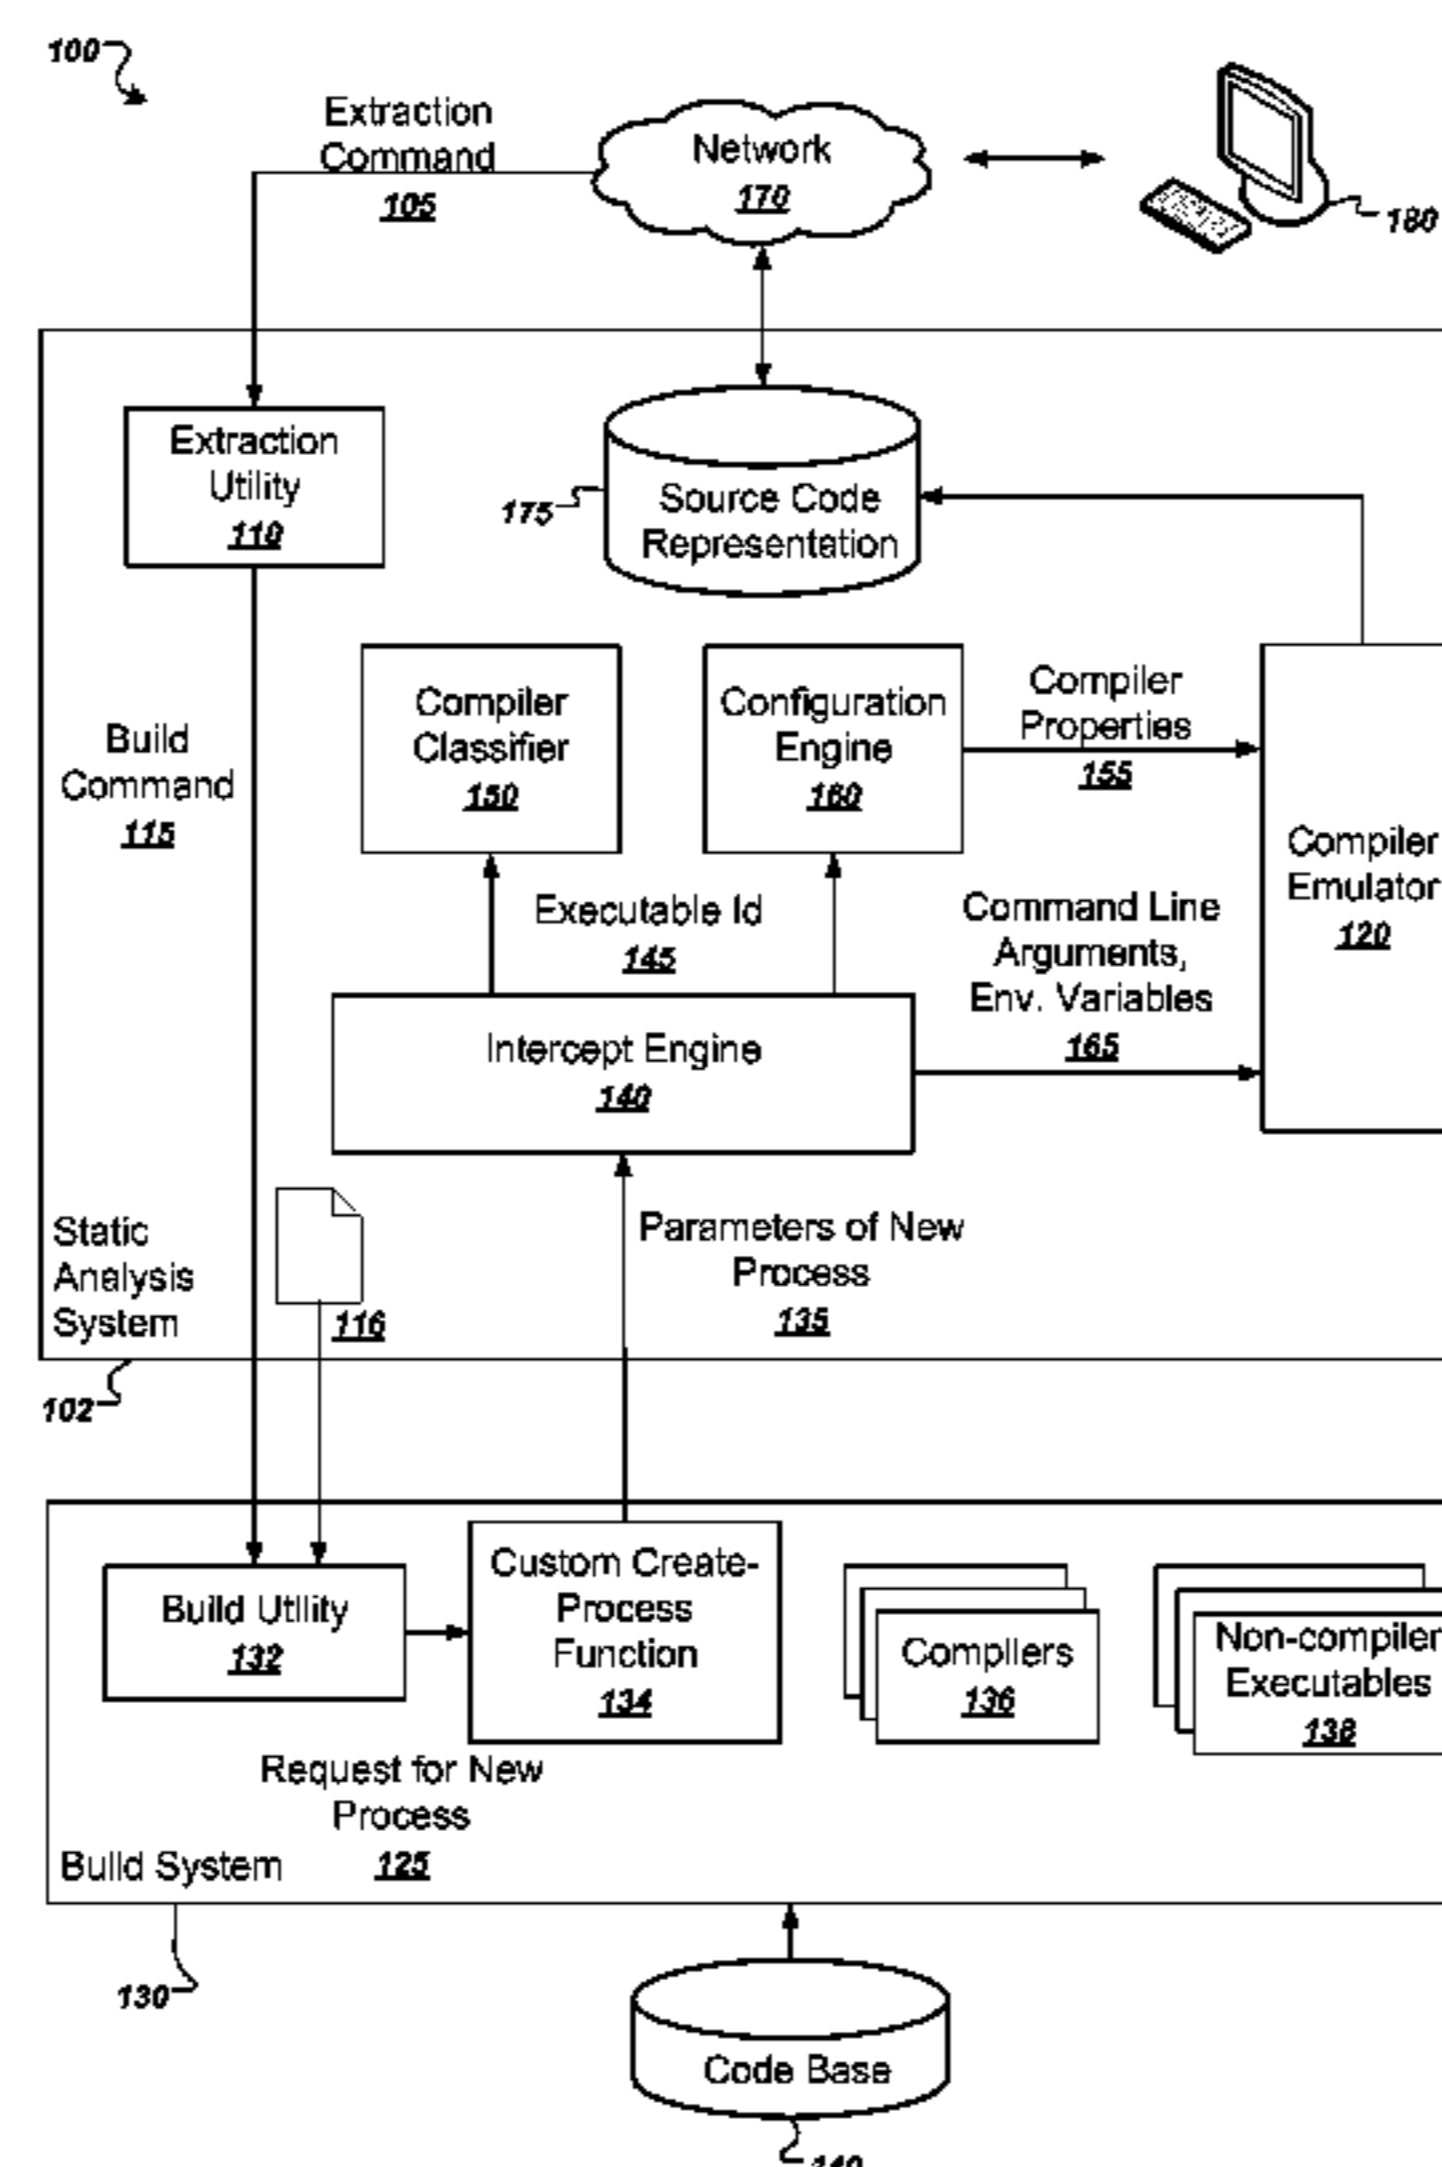 100
Extraction
Command
105
Network
170
180
Extraction
Utility
110
175
Source Code
Representation
Compiler
Classifier
150
Configuration
Engine
160
Compiler
Properties
155
Build
Command
115
Compiler
Emulator
120
Executable Id
145
Command Line
Arguments,
Env. Variables
165
Intercept Engine
140
Static
Analysis
System
116
Parameters of New
Process
135
102
Build Utility
132
Custom Create-
Process
Function
134
Compilers
136
Non-compiler
Executables
138
Request for New
Process
125
Build System
130
Code Base